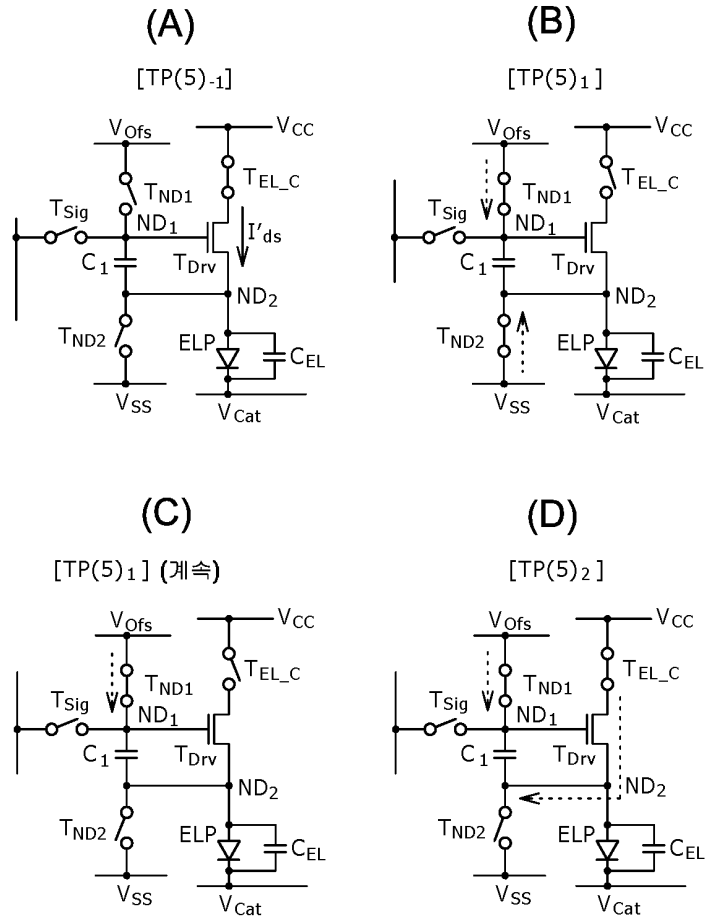 (A)
[TP(5)-1]
VOfs
VCC
TEL_C
TND1
TSig
ND1
I'ds
C1
TDrv
ND2
TND2
ELP
CEL
VSS
VCat
(B)
[TP(5)1]
VOfs
VCC
TEL_C
TND1
TSig
ND1
C1
TDrv
ND2
TND2
ELP
CEL
VSS
VCat
(C)
[TP(5)1] (계속)
VOfs
VCC
TEL_C
TND1
TSig
ND1
C1
TDrv
ND2
TND2
ELP
CEL
VSS
VCat
(D)
[TP(5)2]
VOfs
VCC
TEL_C
TND1
TSig
ND1
C1
TDrv
ND2
TND2
ELP
CEL
VSS
VCat